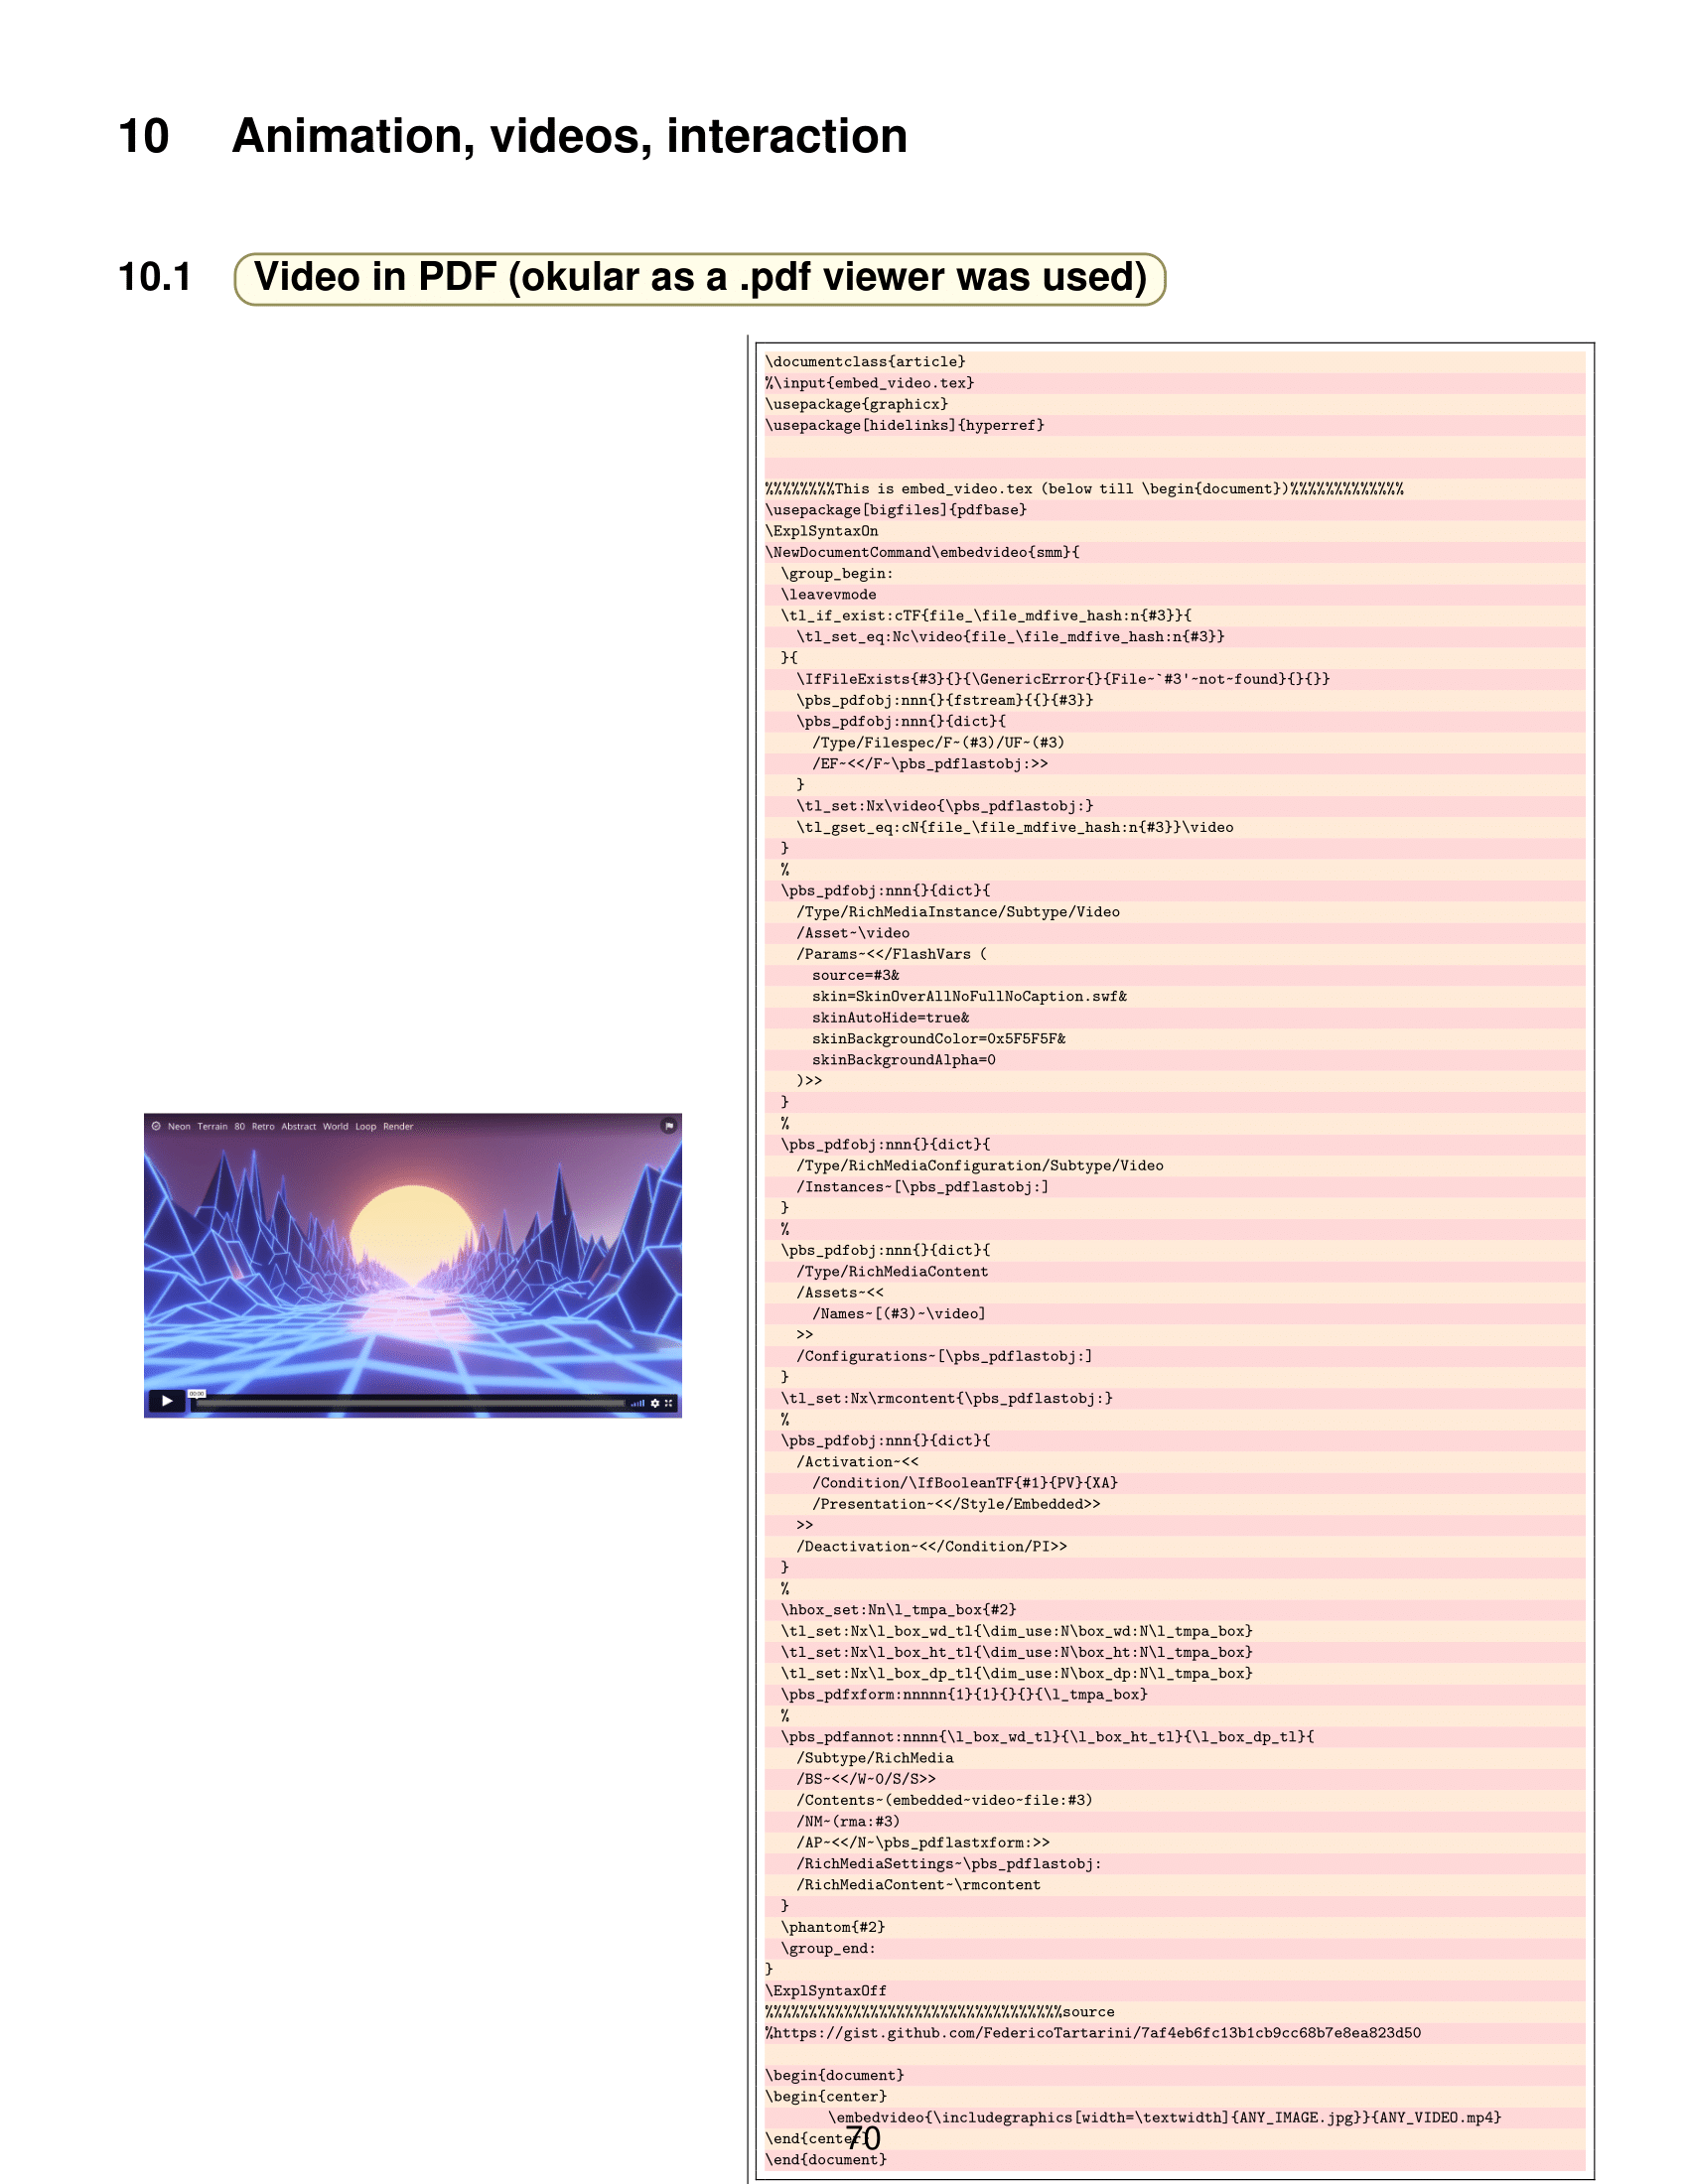 10 Animation, videos, interaction
10.1 Video in PDF (okular as a .pdf viewer was used)
Neon Terrain 80 Retro Abstract World Loop Render
00:00
\documentclass{article}
%\input{embed_video.tex}
\usepackage{graphicx}
\usepackage[hidelinks]{hyperref}
%%%%%%%%This is embed_video.tex (below till \begin{document})%%%%%%%%%%%%%
\usepackage[bigfiles]{pdfbase}
\ExplSyntaxOn
\NewDocumentCommand\embedvideo{smm}{
  \group_begin:
  \leavevmode
  \tl_if_exist:cTF{file_\file_mdfive_hash:n{#3}}{
    \tl_set_eq:Nc\video{file_\file_mdfive_hash:n{#3}}
  }{
    \IfFileExists{#3}{}{\GenericError{}{File~`#3'~not~found}{}{}}
    \pbs_pdfobj:nnn{}{fstream}{{}{#3}}
    \pbs_pdfobj:nnn{}{dict}{
      /Type/Filespec/F~(#3)/UF~(#3)
      /EF~<</F~\pbs_pdflastobj:>>
    }
    \tl_set:Nx\video{\pbs_pdflastobj:}
    \tl_gset_eq:cN{file_\file_mdfive_hash:n{#3}}\video
  }
  %
  \pbs_pdfobj:nnn{}{dict}{
    /Type/RichMediaInstance/Subtype/Video
    /Asset~\video
    /Params~<</FlashVars (
      source=#3&
      skin=SkinOverAllNoFullNoCaption.swf&
      skinAutoHide=true&
      skinBackgroundColor=0x5F5F5F&
      skinBackgroundAlpha=0
    )>>
  }
  %
  \pbs_pdfobj:nnn{}{dict}{
    /Type/RichMediaConfiguration/Subtype/Video
    /Instances~[\pbs_pdflastobj:]
  }
  %
  \pbs_pdfobj:nnn{}{dict}{
    /Type/RichMediaContent
    /Assets~<<
      /Names~[(#3)~\video]
    >>
    /Configurations~[\pbs_pdflastobj:]
  }
  \tl_set:Nx\rmcontent{\pbs_pdflastobj:}
  %
  \pbs_pdfobj:nnn{}{dict}{
    /Activation~<<
      /Condition/\IfBooleanTF{#1}{PV}{XA}
      /Presentation~<</Style/Embedded>>
    >>
    /Deactivation~<</Condition/PI>>
  }
  %
  \hbox_set:Nn\l_tmpa_box{#2}
  \tl_set:Nx\l_box_wd_tl{\dim_use:N\box_wd:N\l_tmpa_box}
  \tl_set:Nx\l_box_ht_tl{\dim_use:N\box_ht:N\l_tmpa_box}
  \tl_set:Nx\l_box_dp_tl{\dim_use:N\box_dp:N\l_tmpa_box}
  \pbs_pdfxform:nnnnn{1}{1}{}{}{\l_tmpa_box}
  %
  \pbs_pdfannot:nnnn{\l_box_wd_tl}{\l_box_ht_tl}{\l_box_dp_tl}{
    /Subtype/RichMedia
    /BS~<</W~0/S/S>>
    /Contents~(embedded~video~file:#3)
    /NM~(rma:#3)
    /AP~<</N~\pbs_pdflastxform:>>
    /RichMediaSettings~\pbs_pdflastobj:
    /RichMediaContent~\rmcontent
  }
  \phantom{#2}
  \group_end:
}
\ExplSyntaxOff
%%%%%%%%%%%%%%%%%%%%%%%%%%%%%%%%%%source
%https://gist.github.com/FedericoTartarini/7af4eb6fc13b1cb9cc68b7e8ea823d50
\begin{document}
\begin{center}
        \embedvideo{\includegraphics[width=\textwidth]{ANY_IMAGE.jpg}}{ANY_VIDEO.mp4}
\end{center}
\end{document}
70